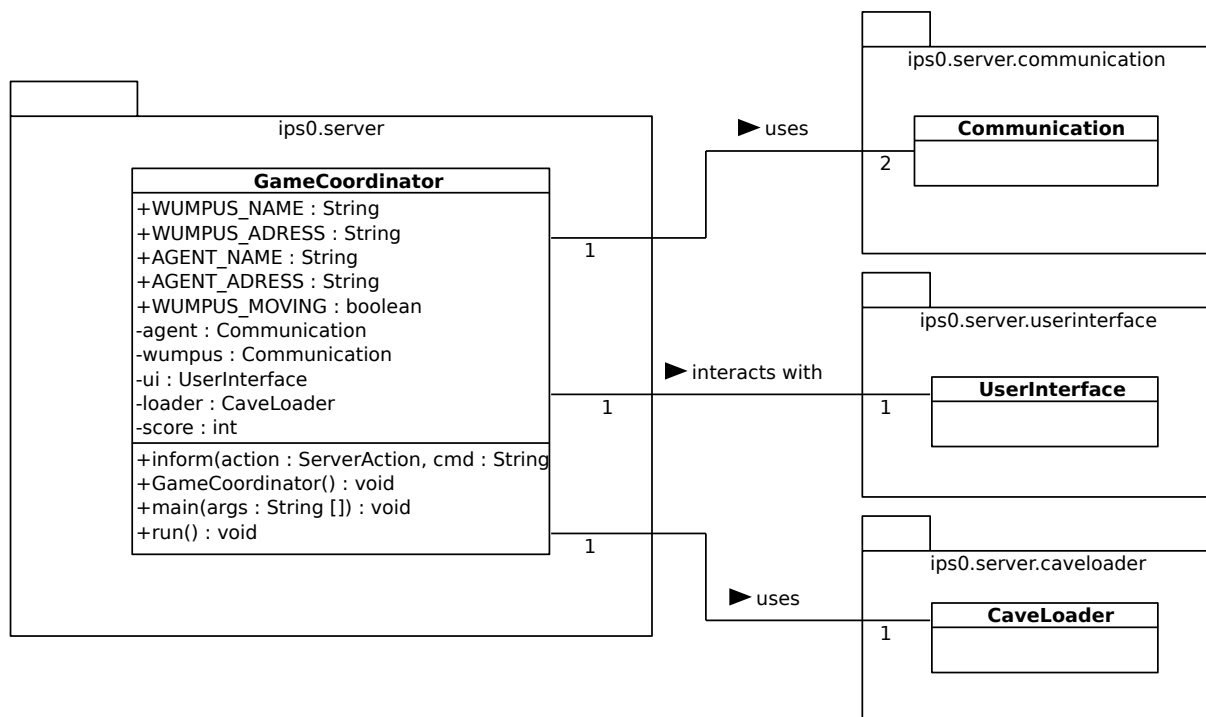 ips0.server
GameCoordinator
+WUMPUS_NAME : String
+WUMPUS_ADRESS : String
+AGENT_NAME : String
+AGENT_ADRESS : String
+WUMPUS_MOVING : boolean
-agent : Communication
-wumpus : Communication
-ui : UserInterface
-loader : CaveLoader
-score : int
+inform(action : ServerAction, cmd : String
+GameCoordinator() : void
+main(args : String []) : void
+run() : void
1
▶ uses
2
ips0.server.communication
Communication
1
▶ interacts with
1
ips0.server.userinterface
UserInterface
1
▶ uses
1
ips0.server.caveloader
CaveLoader